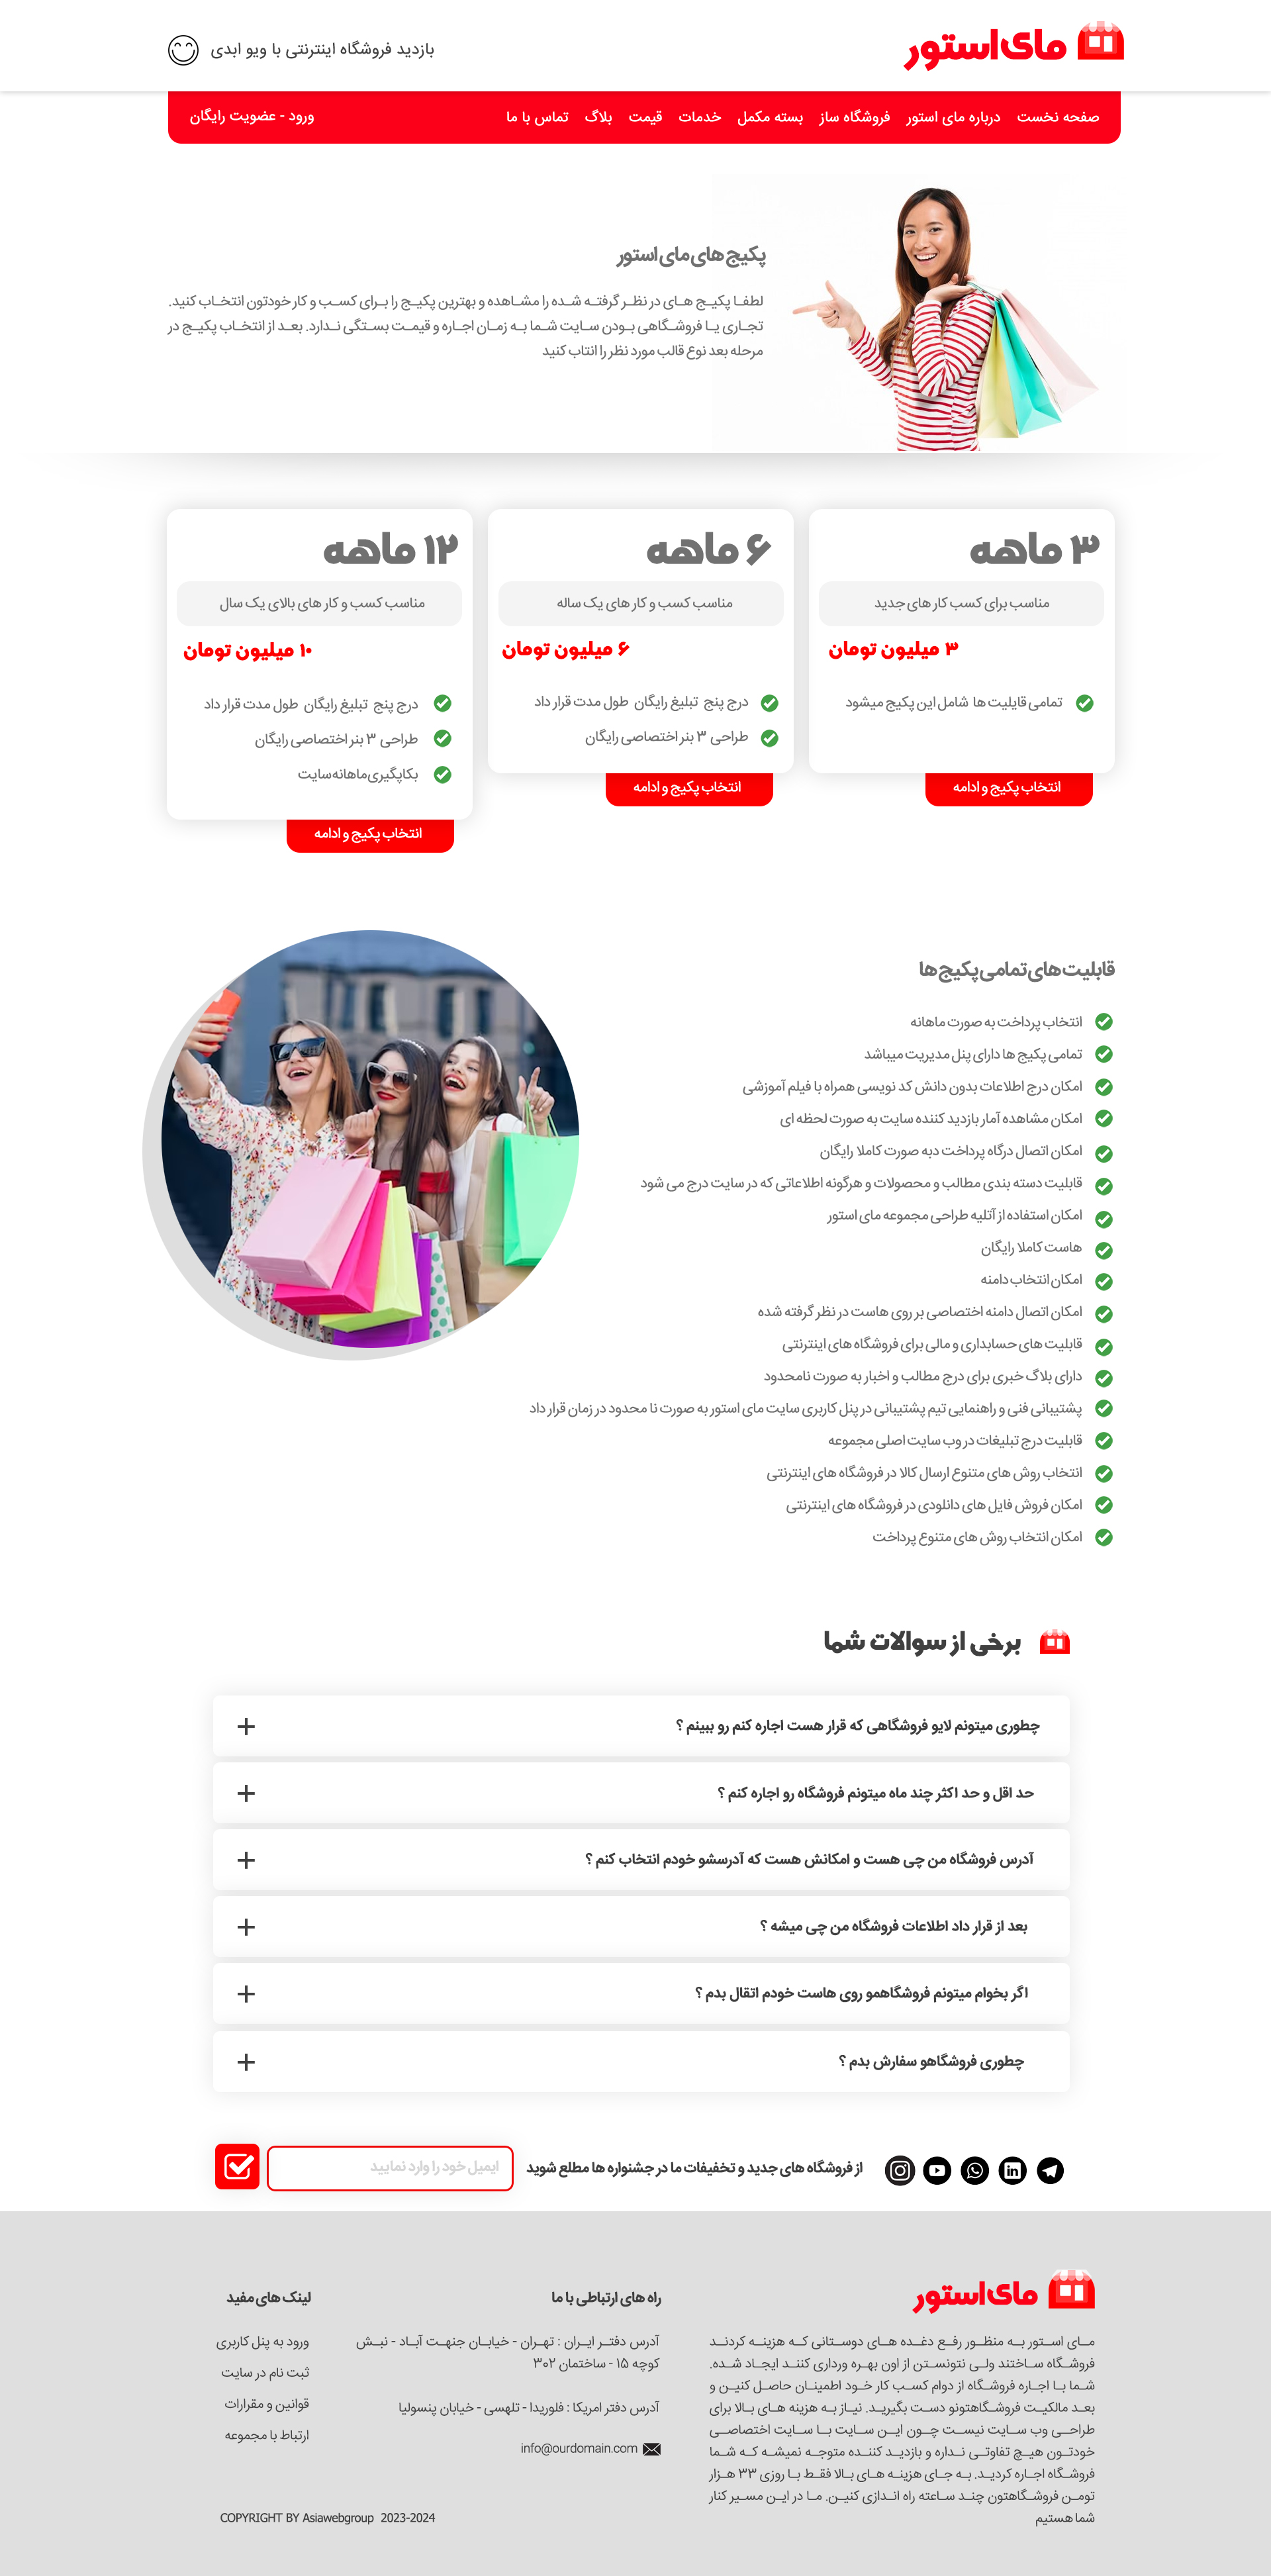 مای استور
بازدید فروشگاه اینترنتی با ویو ابدی
صفحه نخست درباره مای استور فروشگاه ساز بسته مکمل خدمات قیمت بلاگ تماس با ما
ورود - عضویت رایگان
پکیج های مای استور
لطفا پکیج های در نظر گرفته شده را مشاهده و بهترین پکیج را برای کسب و کار خودتون انتخاب کنید.
تجاری یا فروشگاهی بودن سایت شما به زمان اجاره و قیمت بستگی ندارد. بعد از انتخاب پکیج در
مرحله بعد نوع قالب مورد نظر را انتاب کنید
۳ ماهه
مناسب برای کسب کار های جدید
۳ میلیون تومان
تمامی قایلیت ها شامل این پکیج میشود
انتخاب پکیج و ادامه
۶ ماهه
مناسب کسب و کار های یک ساله
۶ میلیون تومان
درج پنج تبلیغ رایگان طول مدت قرار داد
طراحی ۳ بنر اختصاصی رایگان
انتخاب پکیج و ادامه
۱۲ ماهه
مناسب کسب و کار های بالای یک سال
۱۰ میلیون تومان
درج پنج تبلیغ رایگان طول مدت قرار داد
طراحی ۳ بنر اختصاصی رایگان
بکاپگیری ماهانه سایت
انتخاب پکیج و ادامه
قابلیت های تمامی پکیج ها
انتخاب پرداخت به صورت ماهانه
تمامی پکیج ها دارای پنل مدیریت میباشد
امکان درج اطلاعات بدون دانش کد نویسی همراه با فیلم آموزشی
امکان مشاهده آمار بازدید کننده سایت به صورت لحظه ای
امکان اتصال درگاه پرداخت دبه صورت کاملا رایگان
قابلیت دسته بندی مطالب و محصولات و هرگونه اطلاعاتی که در سایت درج می شود
امکان استفاده از آتلیه طراحی مجموعه مای استور
هاست کاملا رایگان
امکان انتخاب دامنه
امکان اتصال دامنه اختصاصی بر روی هاست در نظر گرفته شده
قابلیت های حسابداری و مالی برای فروشگاه های اینترنتی
دارای بلاگ خبری برای درج مطالب و اخبار به صورت نامحدود
پشتیبانی فنی و راهنمایی تیم پشتیبانی در پنل کاربری سایت مای استور به صورت نا محدود در زمان قرار داد
قابلیت درج تبلیغات در وب سایت اصلی مجموعه
انتخاب روش های متنوع ارسال کالا در فروشگاه های اینترنتی
امکان فروش فایل های دانلودی در فروشگاه های اینترنتی
امکان انتخاب روش های متنوع پرداخت
برخی از سوالات شما
چطوری میتونم لایو فروشگاهی که قرار هست اجاره کنم رو ببینم ؟
حد اقل و حد اکثر چند ماه میتونم فروشگاه رو اجاره کنم ؟
آدرس فروشگاه من چی هست و امکانش هست که آدرسشو خودم انتخاب کنم ؟
بعد از قرار داد اطلاعات فروشگاه من چی میشه ؟
اگر بخوام میتونم فروشگاهمو روی هاست خودم اتقال بدم ؟
چطوری فروشگاهو سفارش بدم ؟
از فروشگاه های جدید و تخفیفات ما در جشنواره ها مطلع شوید
ایمیل خود را وارد نمایید
مای استور
مای استور به منظور رفع دغده های دوستانی که هزینه کردند
فروشگاه ساختند ولی نتونستن از اون بهره ورداری کنند ایجاد شده.
شما با اجاره فروشگاه از دوام کسب کار خود اطمینان حاصل کنین و
بعد مالکیت فروشگاهتونو دست بگیرید. نیاز به هزینه های بالا برای
طراحی وب سایت نیست چون این سایت با سایت اختصاصی
خودتون هیچ تفاوتی نداره و بازدید کننده متوجه نمیشه که شما
فروشگاه اجاره کردید. به جای هزینه های بالا فقط با روزی ۳۳ هزار
تومن فروشگاهتون چند ساعته راه اندازی کنین. ما در این مسیر کنار
شما هستیم
راه های ارتباطی با ما
آدرس دفتر ایران : تهران - خیابان جنهت آباد - نبش
کوچه ۱۵ - ساختمان ۳۰۲
آدرس دفتر امریکا : فلوریدا - تلهسی - خیابان پنسولیا
info@ourdomain.com
لینک های مفید
ورود به پنل کاربری
ثبت نام در سایت
قوانین و مقرارات
ارتباط با مجموعه
COPYRIGHT BY Asiawebgroup 2023-2024